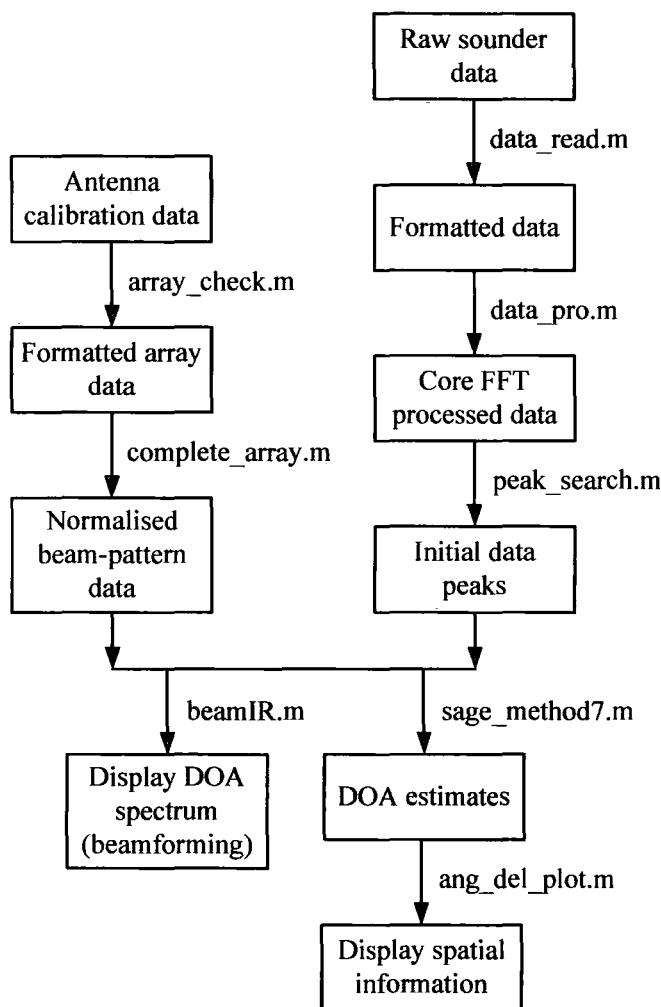 Raw sounder
data
data_read.m
Antenna
calibration data
Formatted data
array_check.m
data_pro.m
Formatted array
data
Core FFT
processed data
complete_array.m
peak_search.m
Normalised
beam-pattern
data
Initial data
peaks
beamIR.m
sage_method7.m
Display DOA
spectrum
(beamforming)
DOA estimates
ang_del_plot.m
Display spatial
information